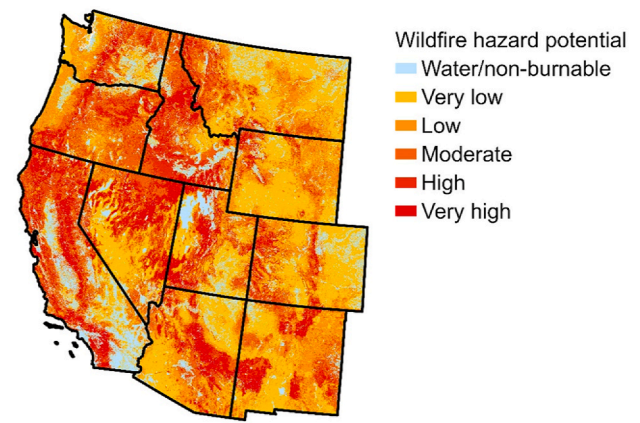 Wildfire hazard potential
Water/non-burnable
Very low
Low
Moderate
High
Very high